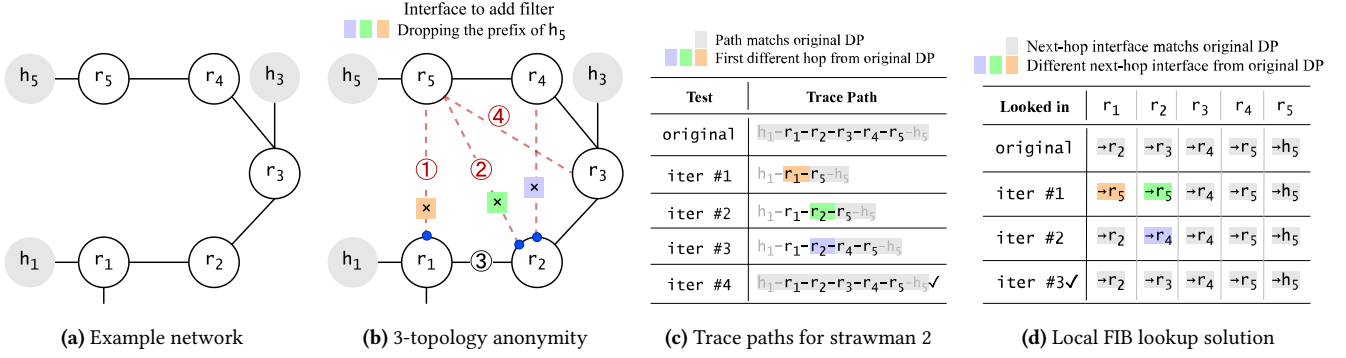 h5 r5 r4 h3
r3
h1 r1 r2
(a) Example network
Interface to add filter
Dropping the prefix of h5
h5 r5 r4 h3
④
① ② ×
r3
× ×
h1 r1 ③ r2
(b) 3-topology anonymity
Path matchs original DP
First different hop from original DP
Test Trace Path
original h1-r1-r2-r3-r4-r5-h5
iter #1 h1-r1-r5-h5
iter #2 h1-r1-r2-r5-h5
iter #3 h1-r1-r2-r4-r5-h5
iter #4 h1-r1-r2-r3-r4-r5-h5✓
(c) Trace paths for strawman 2
Next-hop interface matchs original DP
Different next-hop interface from original DP
Looked in r1 r2 r3 r4 r5
original →r2 →r3 →r4 →r5 →h5
iter #1 →r5 →r5 →r4 →r5 →h5
iter #2 →r2 →r4 →r4 →r5 →h5
iter #3✓ →r2 →r3 →r4 →r5 →h5
(d) Local FIB lookup solution